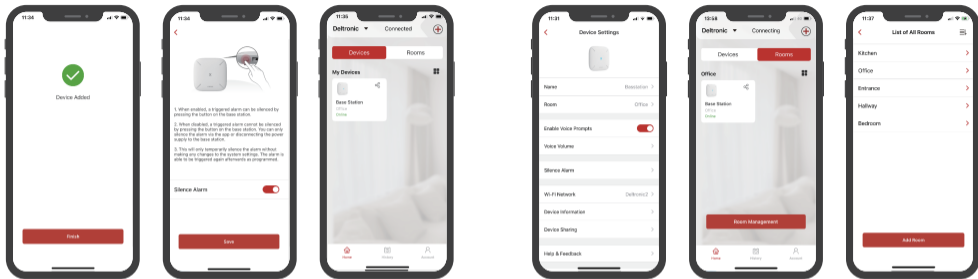 11:34
Device Added
Finish
11:34
1. When enabled, a triggered alarm can be silenced by
pressing the button on the base station.
2. When disabled, a triggered alarm cannot be silenced
by pressing the button on the base station. You can only
silence the alarm via the app or disconnecting the power
supply to the base station.
3. This will only temporarily silence the alarm without
making any changes to the system settings. The alarm is
able to be triggered again afterwards as programmed.
Silence Alarm
Save
11:35
Deltronic Connected
Devices Rooms
My Devices
Base Station
Office
Online
Home History Account
11:31
Device Settings
Name Basestation
Room Office
Enable Voice Prompts
Voice Volume
Silence Alarm
Wi-Fi Network Deltronic2
Device Information
Device Sharing
Help & Feedback
13:58
Deltronic Connecting
Devices Rooms
Office
Base Station
Office
Online
Room Management
Home History Account
11:37
List of All Rooms
Kitchen
Office
Entrance
Hallway
Bedroom
Add Room